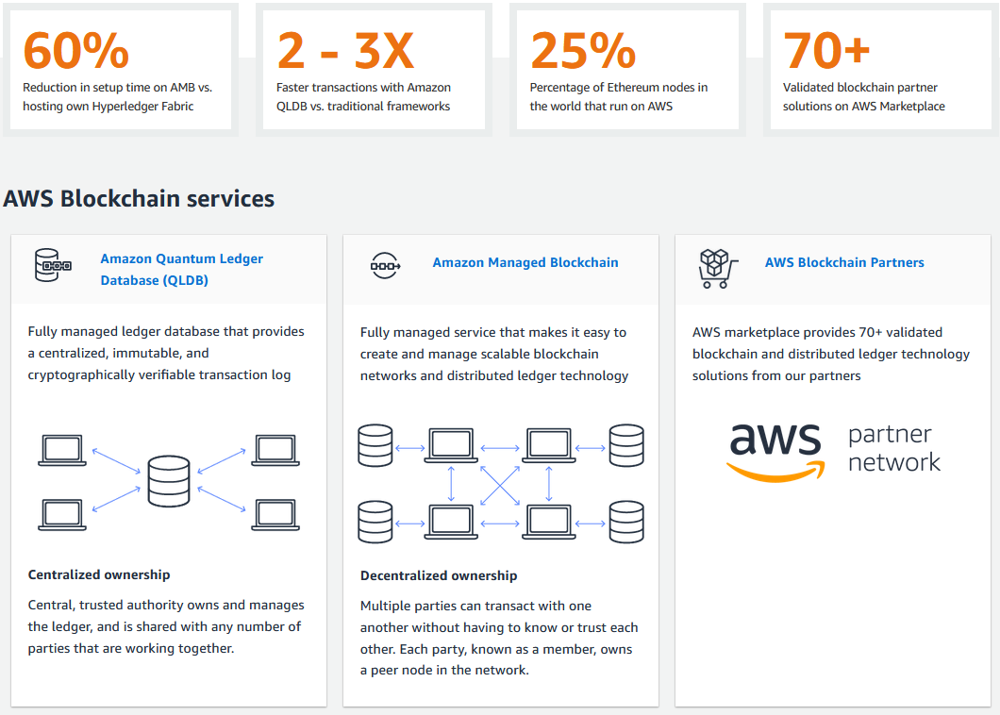 60%
Reduction in setup time on AMB vs.
hosting own Hyperledger Fabric
2 - 3X
Faster transactions with Amazon
QLDB vs. traditional frameworks
25%
Percentage of Ethereum nodes in
the world that run on AWS
70+
Validated blockchain partner
solutions on AWS Marketplace
AWS Blockchain services
Amazon Quantum Ledger
Database (QLDB)
Fully managed ledger database that provides
a centralized, immutable, and
cryptographically verifiable transaction log
Centralized ownership
Central, trusted authority owns and manages
the ledger, and is shared with any number of
parties that are working together.
Amazon Managed Blockchain
Fully managed service that makes it easy to
create and manage scalable blockchain
networks and distributed ledger technology
Decentralized ownership
Multiple parties can transact with one
another without having to know or trust each
other. Each party, known as a member, owns
a peer node in the network.
AWS Blockchain Partners
AWS marketplace provides 70+ validated
blockchain and distributed ledger technology
solutions from our partners
aws
partner
network